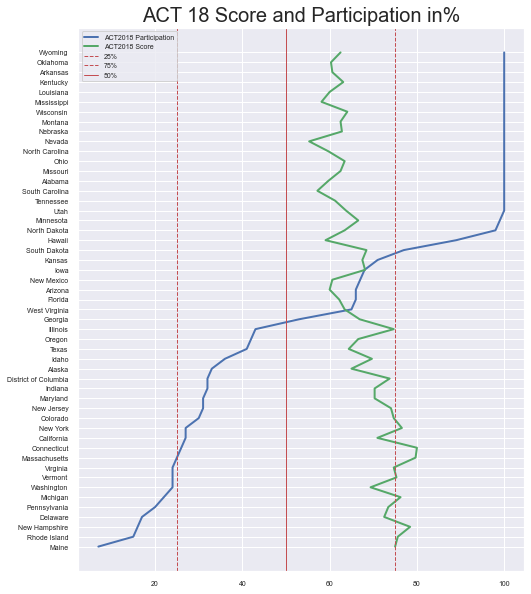 ACT 18 Score and Participation in%
ACT2018 Participation
ACT2018 Score
25%
75%
50%
Wyoming
Oklahoma
Arkansas
Kentucky
Louisiana
Mississippi
Wisconsin
Montana
Nebraska
Nevada
North Carolina
Ohio
Missouri
Alabama
South Carolina
Tennessee
Utah
Minnesota
North Dakota
Hawaii
South Dakota
Kansas
Iowa
New Mexico
Arizona
Florida
West Virginia
Georgia
Illinois
Oregon
Texas
Idaho
Alaska
District of Columbia
Indiana
Maryland
New Jersey
Colorado
New York
California
Connecticut
Massachusetts
Virginia
Vermont
Washington
Michigan
Pennsylvania
Delaware
New Hampshire
Rhode Island
Maine
20 40 60 80 100